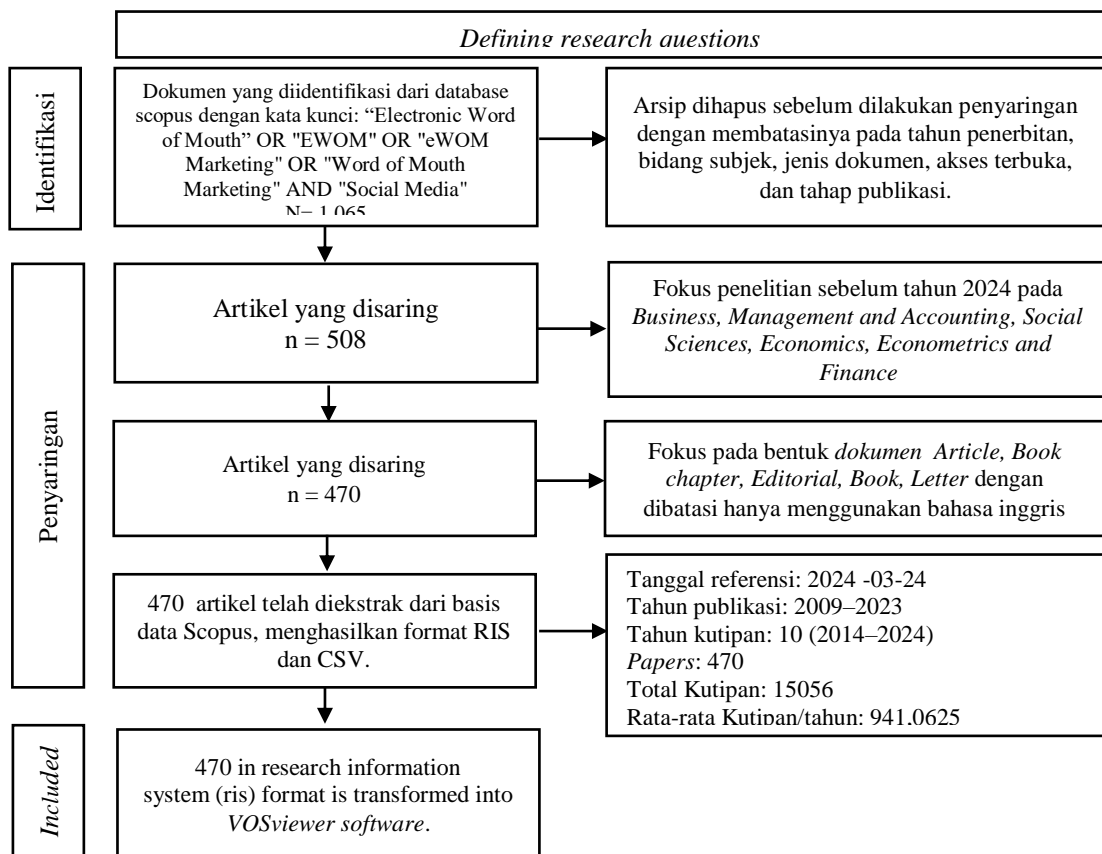 Defining research auestions
Identifikasi
Dokumen yang diidentifikasi dari database
scopus dengan kata kunci: “Electronic Word
of Mouth” OR "EWOM" OR "eWOM
Marketing" OR "Word of Mouth
Marketing" AND "Social Media"
N= 1.065
Arsip dihapus sebelum dilakukan penyaringan
dengan membatasinya pada tahun penerbitan,
bidang subjek, jenis dokumen, akses terbuka,
dan tahap publikasi.
Penyaringan
Artikel yang disaring
n = 508
Fokus penelitian sebelum tahun 2024 pada
Business, Management and Accounting, Social
Sciences, Economics, Econometrics and
Finance
Artikel yang disaring
n = 470
Fokus pada bentuk dokumen Article, Book
chapter, Editorial, Book, Letter dengan
dibatasi hanya menggunakan bahasa inggris
470 artikel telah diekstrak dari basis
data Scopus, menghasilkan format RIS
dan CSV.
Tanggal referensi: 2024 -03-24
Tahun publikasi: 2009–2023
Tahun kutipan: 10 (2014–2024)
Papers: 470
Total Kutipan: 15056
Rata-rata Kutipan/tahun: 941.0625
Included
470 in research information
system (ris) format is transformed into
VOSviewer software.